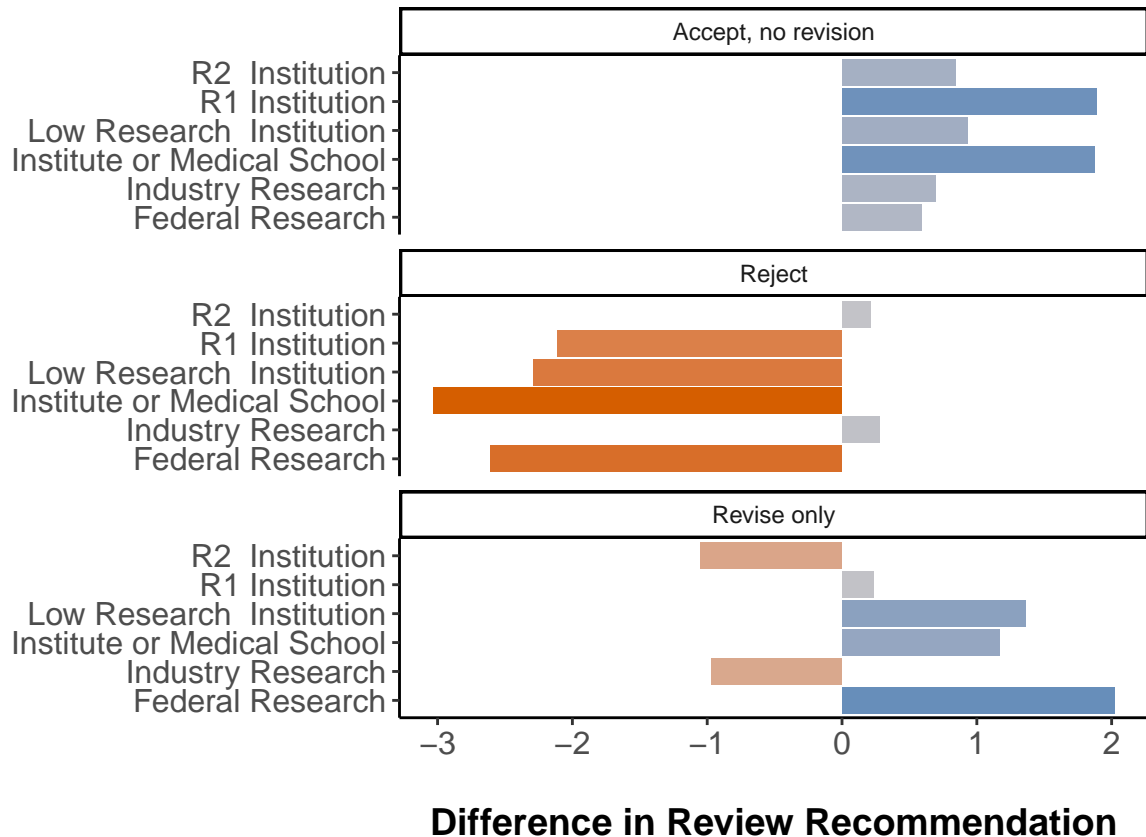 Accept, no revision
R2  Institution
R1 Institution
Low Research  Institution
Institute or Medical School
Industry Research
Federal Research
Reject
R2  Institution
R1 Institution
Low Research  Institution
Institute or Medical School
Industry Research
Federal Research
Revise only
R2  Institution
R1 Institution
Low Research  Institution
Institute or Medical School
Industry Research
Federal Research
−3 −2 −1 0 1 2
Difference in Review Recommendation